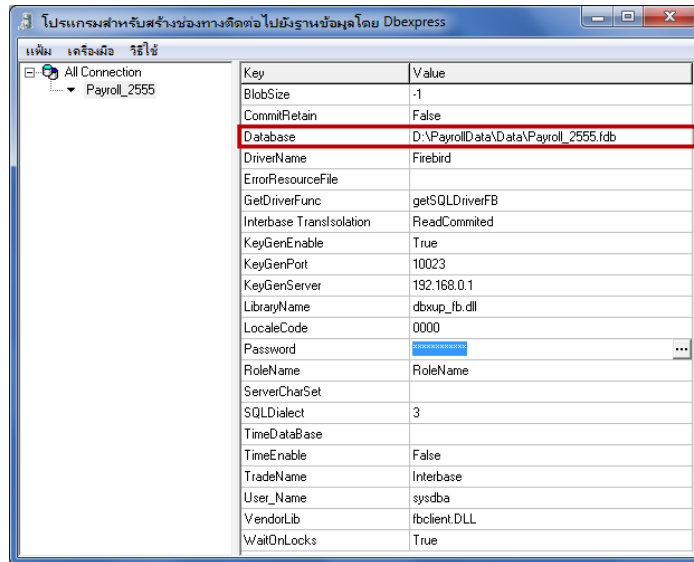 โปรแกรมสำหรับสร้างช่องทางติดต่อไปยังฐานข้อมูลโดย Dbexpress
แฟ้ม เครื่องมือ วิธีใช้
All Connection
Payroll_2555
Key Value
BlobSize -1
CommitRetain False
Database D:\PayrollData\Data\Payroll_2555.fdb
DriverName Firebird
ErrorResourceFile
GetDriverFunc getSQLDriverFB
Interbase TransIsolation ReadCommited
KeyGenEnable True
KeyGenPort 10023
KeyGenServer 192.168.0.1
LibraryName dbxup_fb.dll
LocaleCode 0000
Password xxxxxxxxxxxx ...
RoleName RoleName
ServerCharSet
SQLDialect 3
TimeDataBase
TimeEnable False
TradeName Interbase
User_Name sysdba
VendorLib fbclient.DLL
WaitOnLocks True